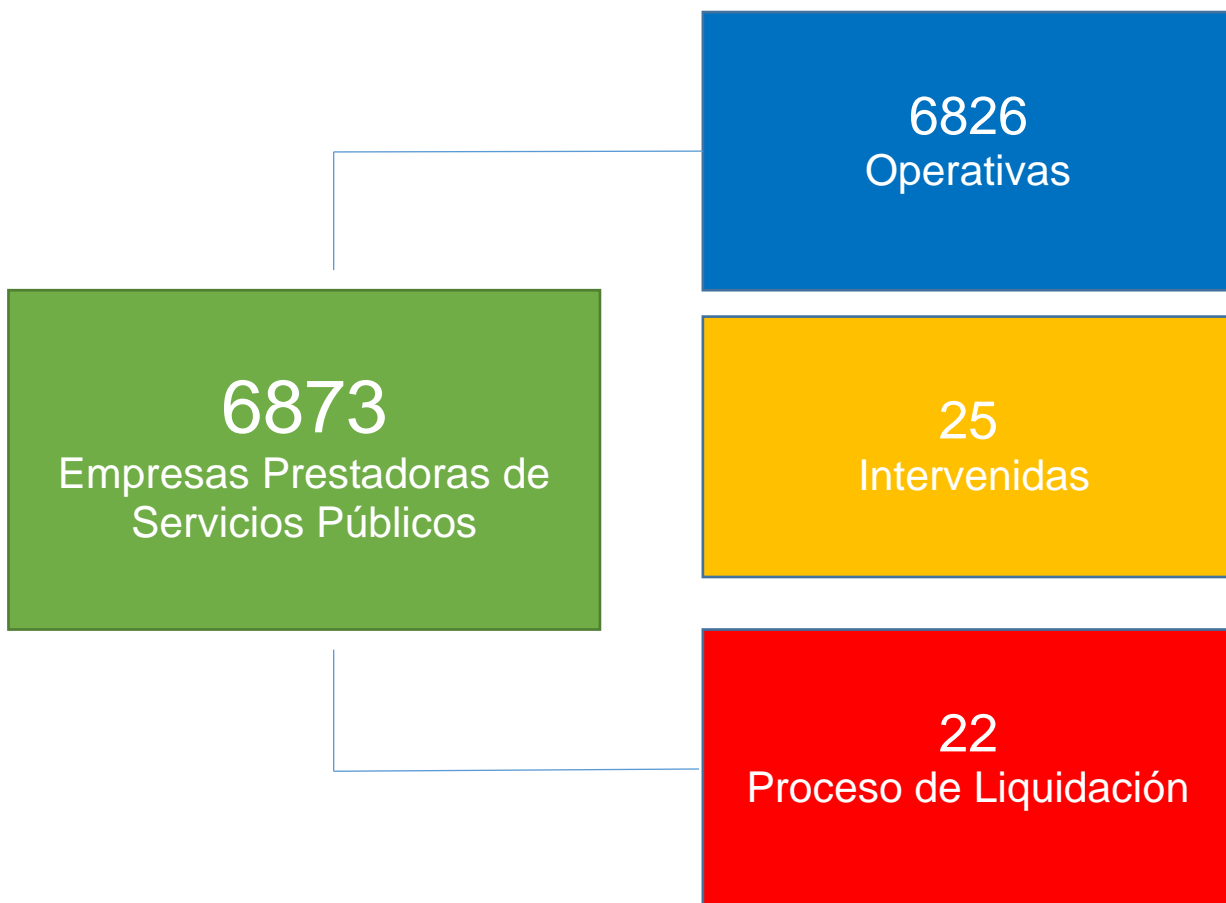 6826
Operativas
6873
Empresas Prestadoras de
Servicios Públicos
25
Intervenidas
22
Proceso de Liquidación